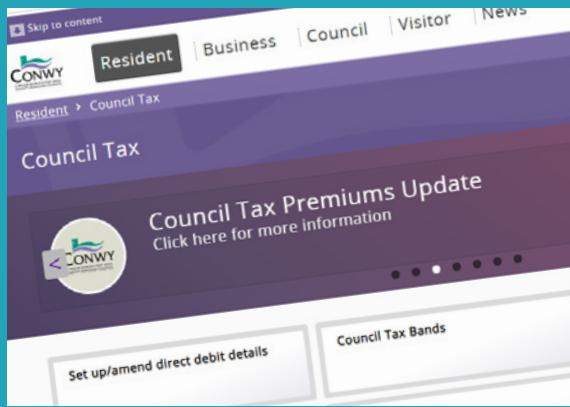 Skip to content
CONWY
Resident
Business
Council
Visitor
News
Resident > Council Tax
Council Tax
Council Tax Premiums Update
Click here for more information
CONWY
<
Set up/amend direct debit details
Council Tax Bands